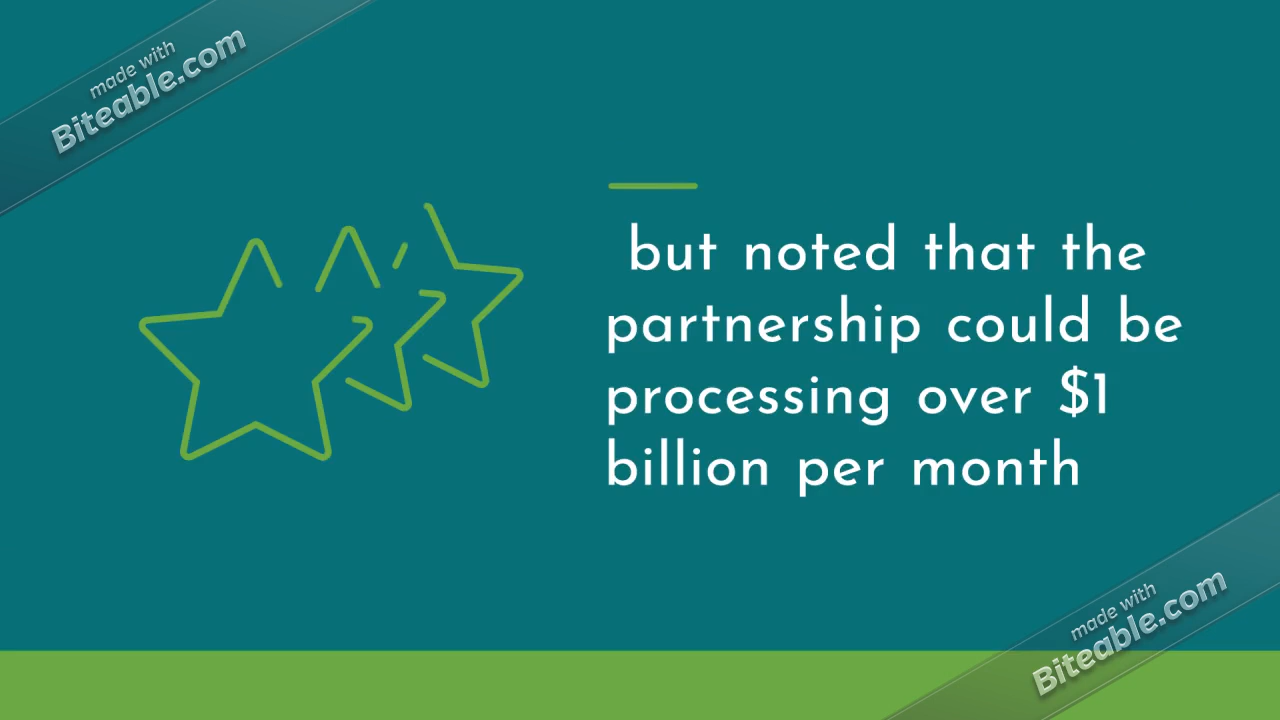 made with
Biteable.com
but noted that the
partnership could be
processing over $1
billion per month
made with
Biteable.com